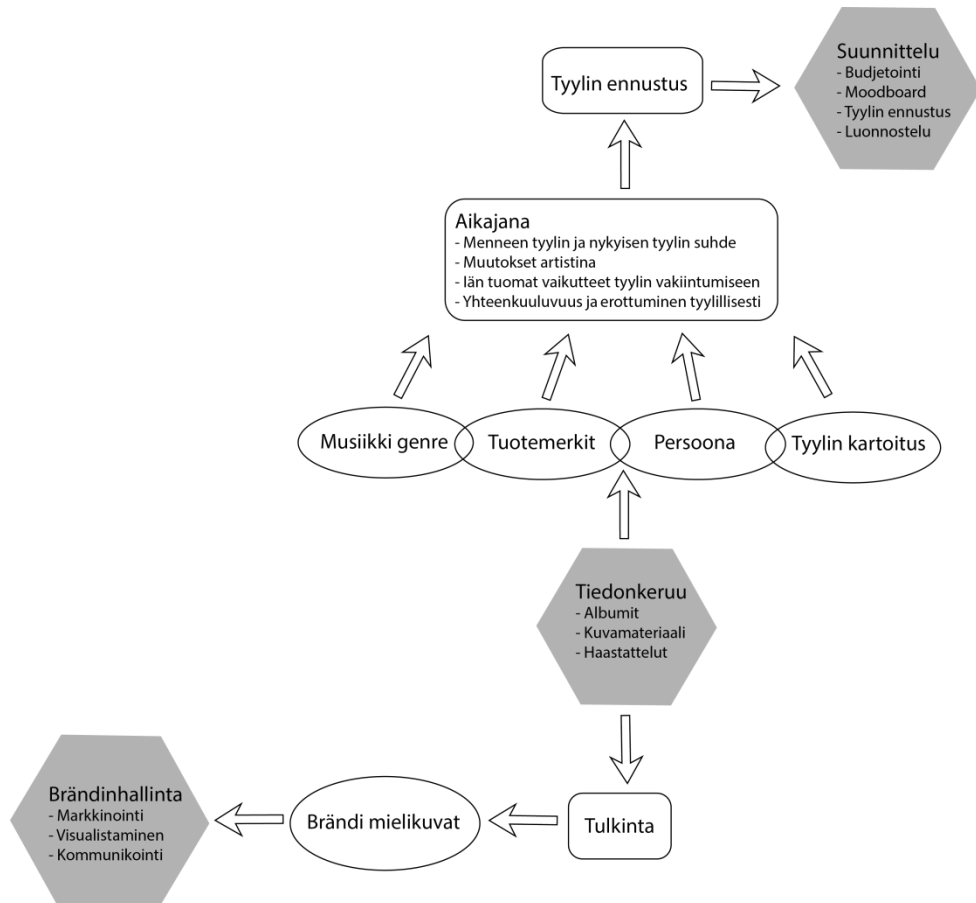 Suunnittelu
- Budjetointi
- Moodboard
- Tyylin ennustus
- Luonnostelu
Tyylin ennustus
Aikajana
- Menneen tyylin ja nykyisen tyylin suhde
- Muutokset artistina
- Iän tuomat vaikutteet tyylin vakiintumiseen
- Yhteenkuuluvuus ja erottuminen tyylillisesti
Musiikki genre
Tuotemerkit
Persoona
Tyylin kartoitus
Tiedonkeruu
- Albumit
- Kuvamateriaali
- Haastattelut
Brändinhallinta
- Markkinointi
- Visualistaminen
- Kommunikointi
Brändi mielikuvat
Tulkinta